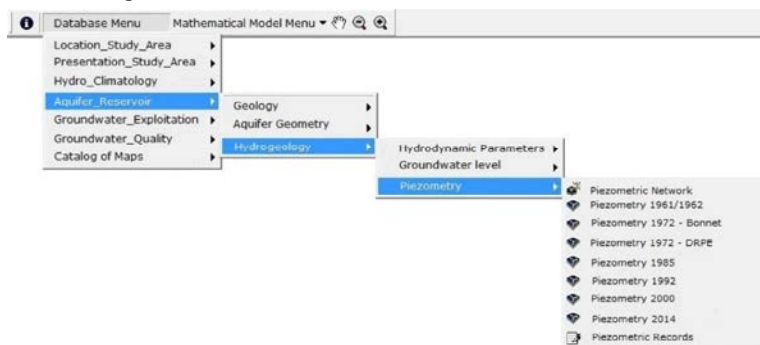 Database Menu Mathematical Model Menu
Location_Study_Area
Presentation_Study_Area
Hydro_Climatology
Aquifer_Reservoir
Groundwater_Exploitation
Groundwater_Quality
Catalog of Maps
Geology
Aquifer Geometry
Hydrogeology
Hydrodynamic Parameters
Groundwater level
Piezometry
Piezometric Network
Piezometry 1961/1962
Piezometry 1972 - Bonnet
Piezometry 1972 - DRPE
Piezometry 1985
Piezometry 1992
Piezometry 2000
Piezometry 2014
Piezometric Records